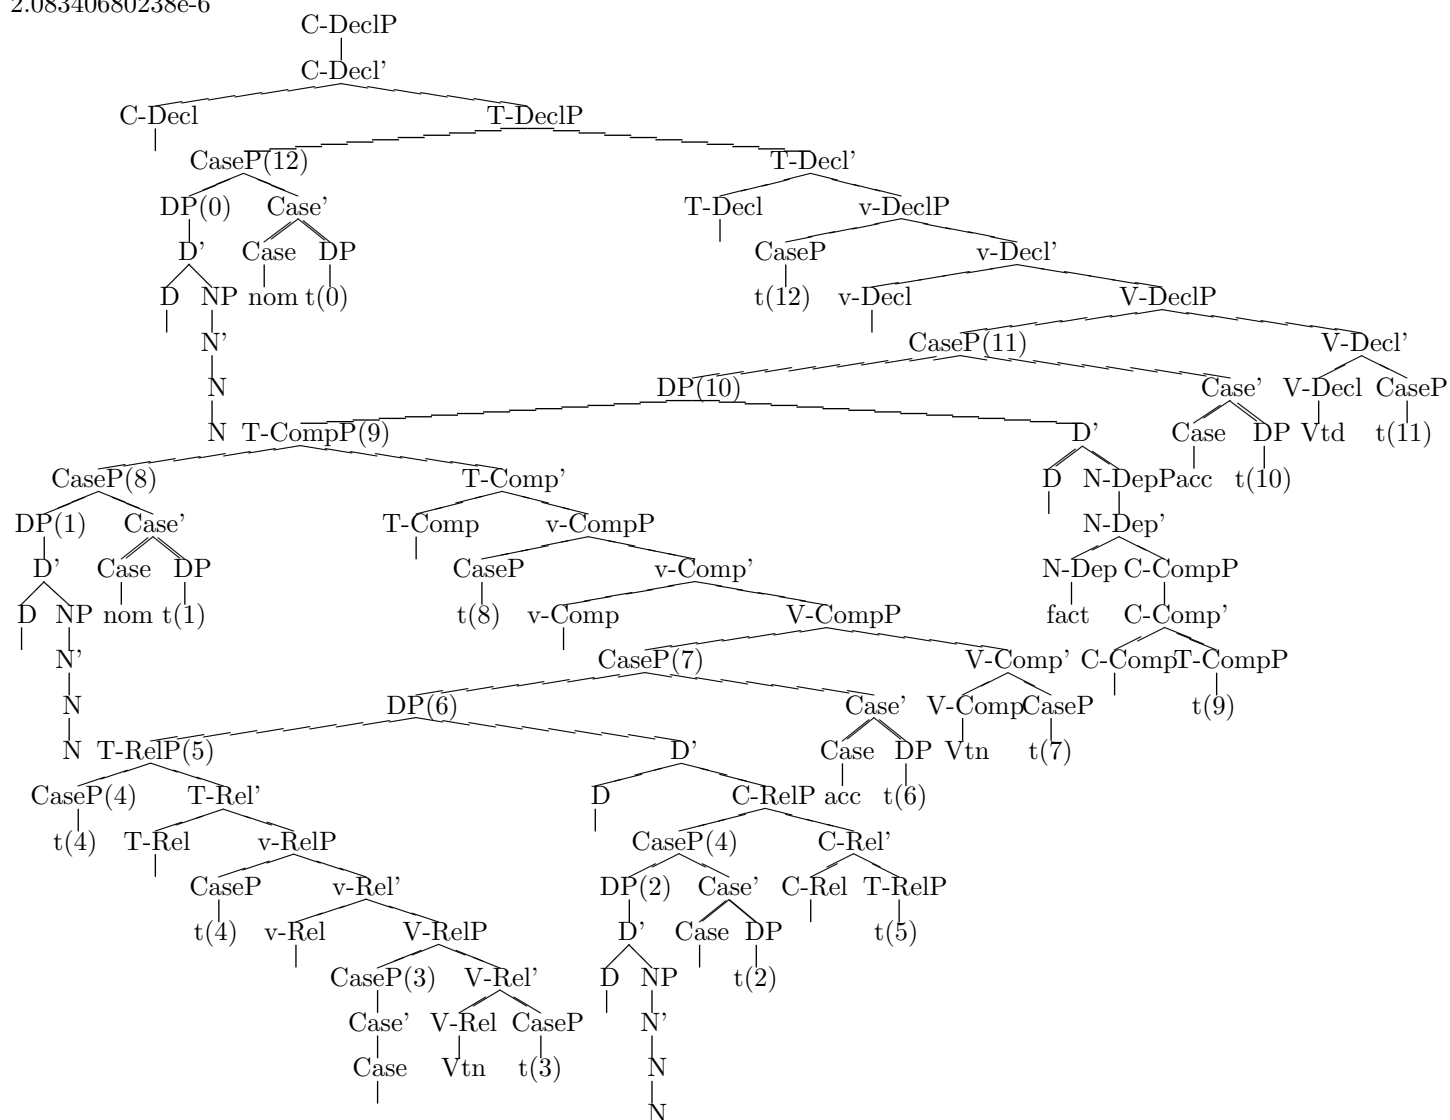 2.08340680238e-6
C-DeclP
C-Decl'
C-Decl T-DeclP
CaseP(12) T-Decl'
DP(0) Case' T-Decl v-DeclP
D' Case DP CaseP v-Decl'
D NP nom t(0) t(12) v-Decl V-DeclP
N' CaseP(11) V-Decl'
N DP(10) Case' V-Decl CaseP
N T-CompP(9) D' Case DP Vtd t(11)
CaseP(8) T-Comp' D N-DepP acc t(10)
DP(1) Case' T-Comp v-CompP N-Dep'
D' Case DP CaseP v-Comp' N-Dep C-CompP
D NP nom t(1) t(8) v-Comp V-CompP fact C-Comp'
N' CaseP(7) V-Comp' C-Comp T-CompP
N DP(6) Case' V-Comp CaseP t(9)
N T-RelP(5) D' Case DP Vtn t(7)
CaseP(4) T-Rel' D C-RelP acc t(6)
t(4) T-Rel v-RelP CaseP(4) C-Rel'
CaseP v-Rel' DP(2) Case' C-Rel T-RelP
t(4) v-Rel V-RelP D' Case DP t(5)
CaseP(3) V-Rel' D NP t(2)
Case' V-Rel CaseP N'
Case Vtn t(3) N
N